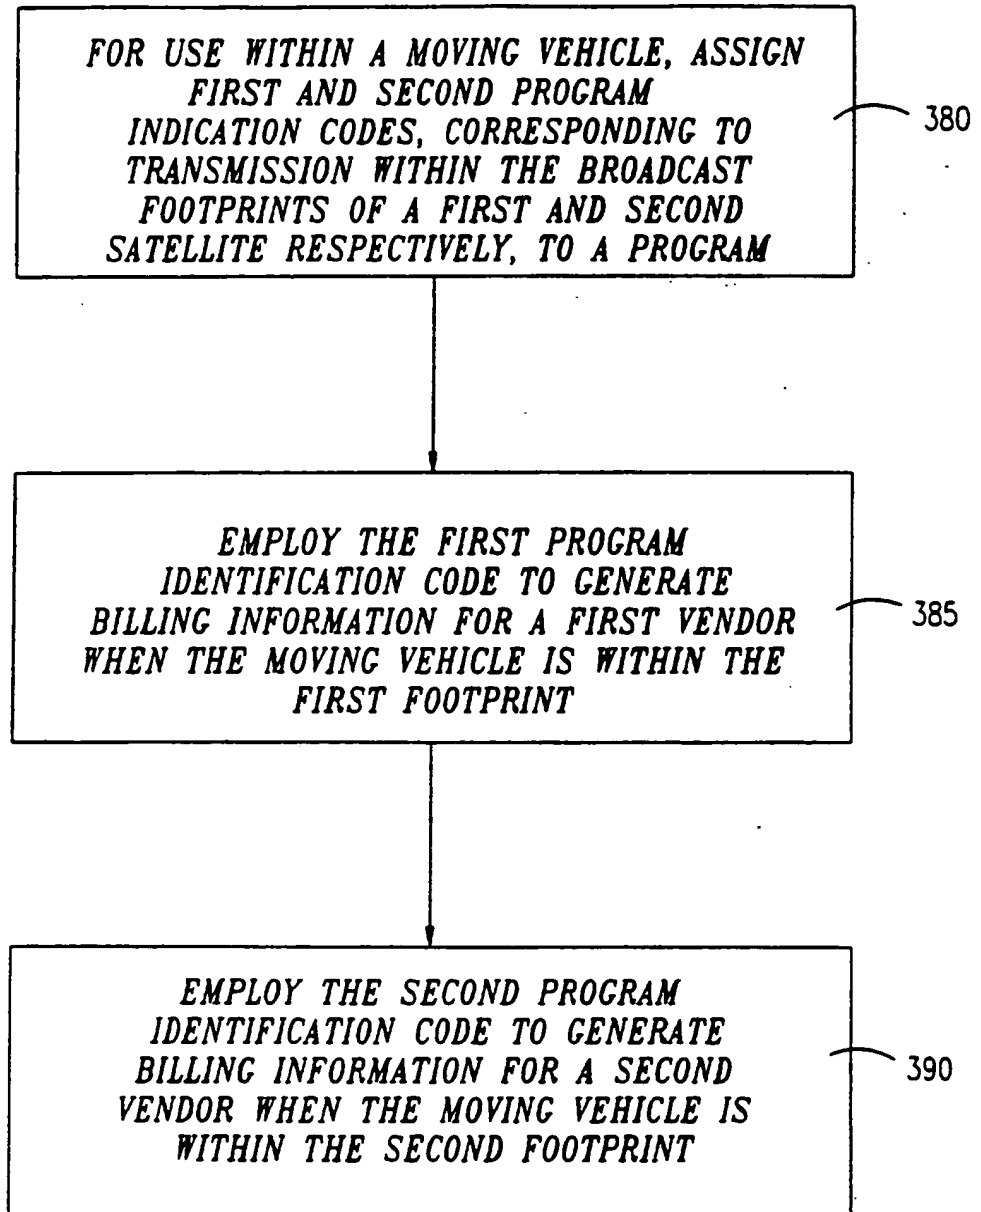 FOR USE WITHIN A MOVING VEHICLE, ASSIGN
FIRST AND SECOND PROGRAM
INDICATION CODES, CORRESPONDING TO
TRANSMISSION WITHIN THE BROADCAST
FOOTPRINTS OF A FIRST AND SECOND
SATELLITE RESPECTIVELY, TO A PROGRAM
380
EMPLOY THE FIRST PROGRAM
IDENTIFICATION CODE TO GENERATE
BILLING INFORMATION FOR A FIRST VENDOR
WHEN THE MOVING VEHICLE IS WITHIN THE
FIRST FOOTPRINT
385
EMPLOY THE SECOND PROGRAM
IDENTIFICATION CODE TO GENERATE
BILLING INFORMATION FOR A SECOND
VENDOR WHEN THE MOVING VEHICLE IS
WITHIN THE SECOND FOOTPRINT
390